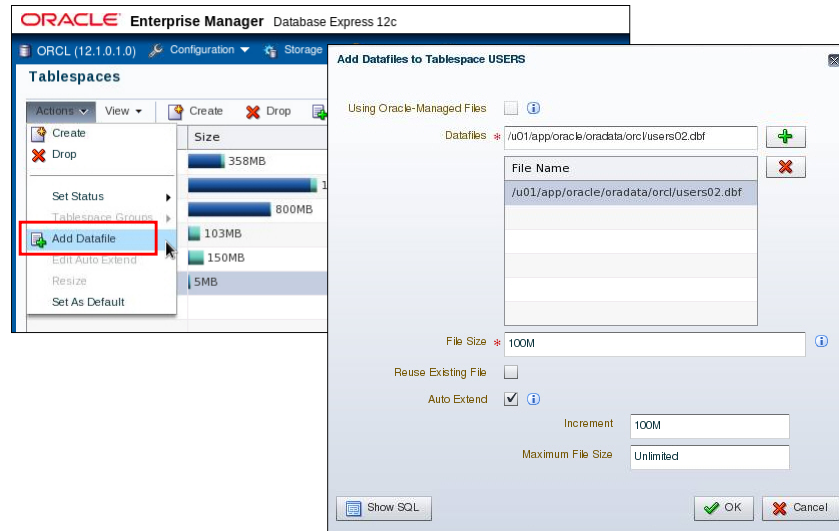 ORACLE Enterprise Manager Database Express 12c
ORCL (12.1.0.1.0) Configuration Storage
Tablespaces
Actions View Create Drop
Create
Drop
Set Status
Tablespace Groups
Add Datafile
Edit Auto Extend
Resize
Set As Default
Size
358MB
1
800MB
103MB
150MB
5MB
Add Datafiles to Tablespace USERS
Using Oracle-Managed Files
Datafiles * /u01/app/oracle/oradata/orcl/users02.dbf
File Name
/u01/app/oracle/oradata/orcl/users02.dbf
File Size * 100M
Reuse Existing File
Auto Extend
Increment 100M
Maximum File Size Unlimited
Show SQL OK Cancel